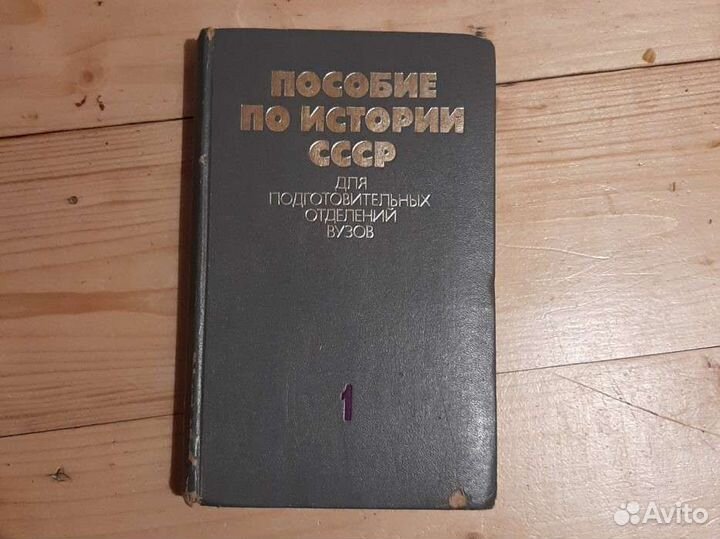 ПОСОБИЕ
ПО ИСТОРИИ
СССР
ДЛЯ
ПОДГОТОВИТЕЛЬНЫХ
ОТДЕЛЕНИЙ
ВУЗОВ
1
Avito